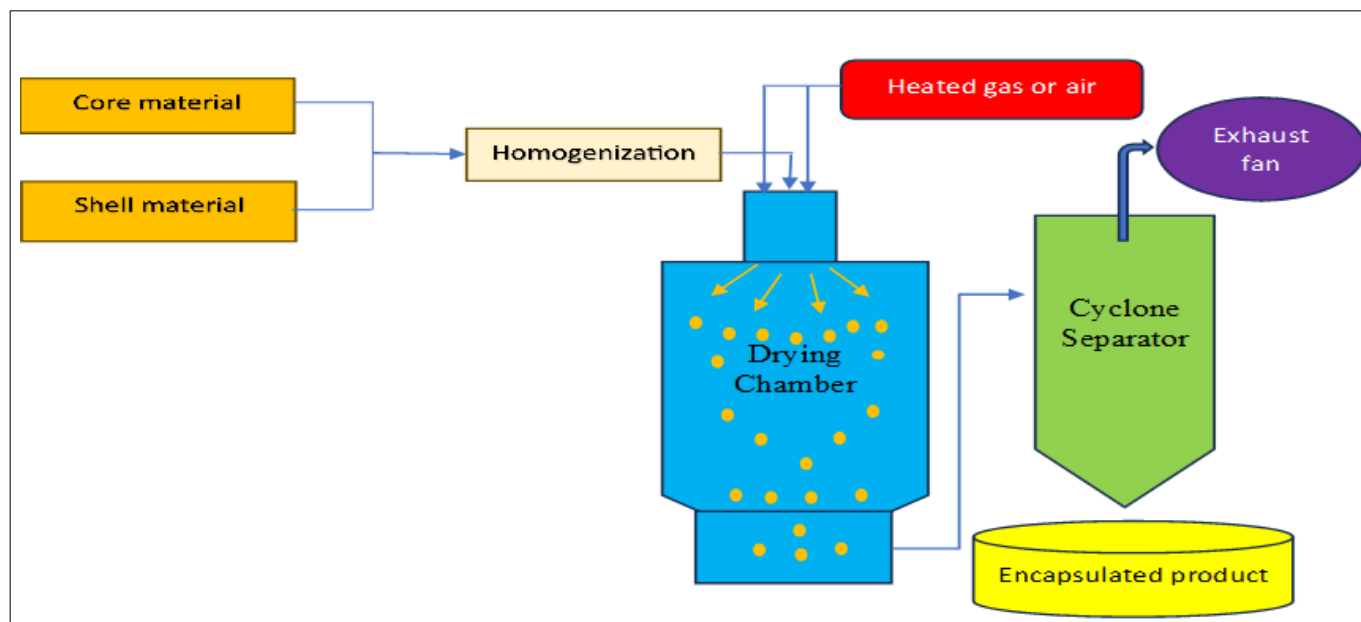 Core material
Shell material
Homogenization
Heated gas or air
Exhaust
fan
Drying
Chamber
Cyclone
Separator
Encapsulated product